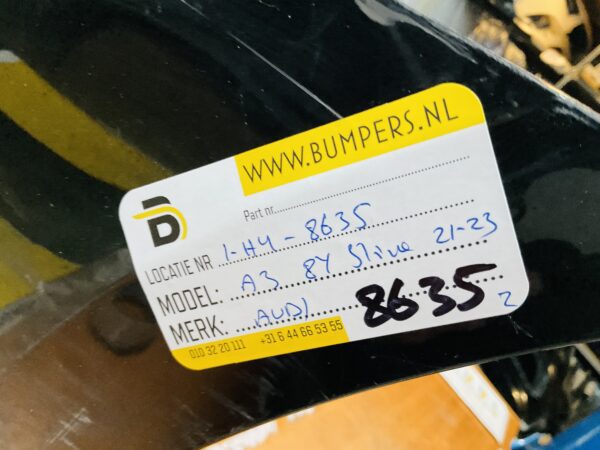 WWW.BUMPERS.NL
Part nr.
LOCATIE NR 1-H4-8635
MODEL: A3 8Y Sline 21-23
MERK: AUDI 8635
2
010 32 20 111 +31 6 44 66 53 55